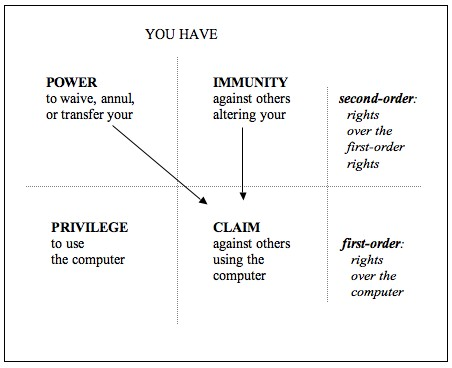 YOU HAVE
POWER
to waive, annul,
or transfer your
IMMUNITY
against others
altering your
second-order:
rights
over the
first-order
rights
PRIVILEGE
to use
the computer
CLAIM
against others
using the
computer
first-order:
rights
over the
computer